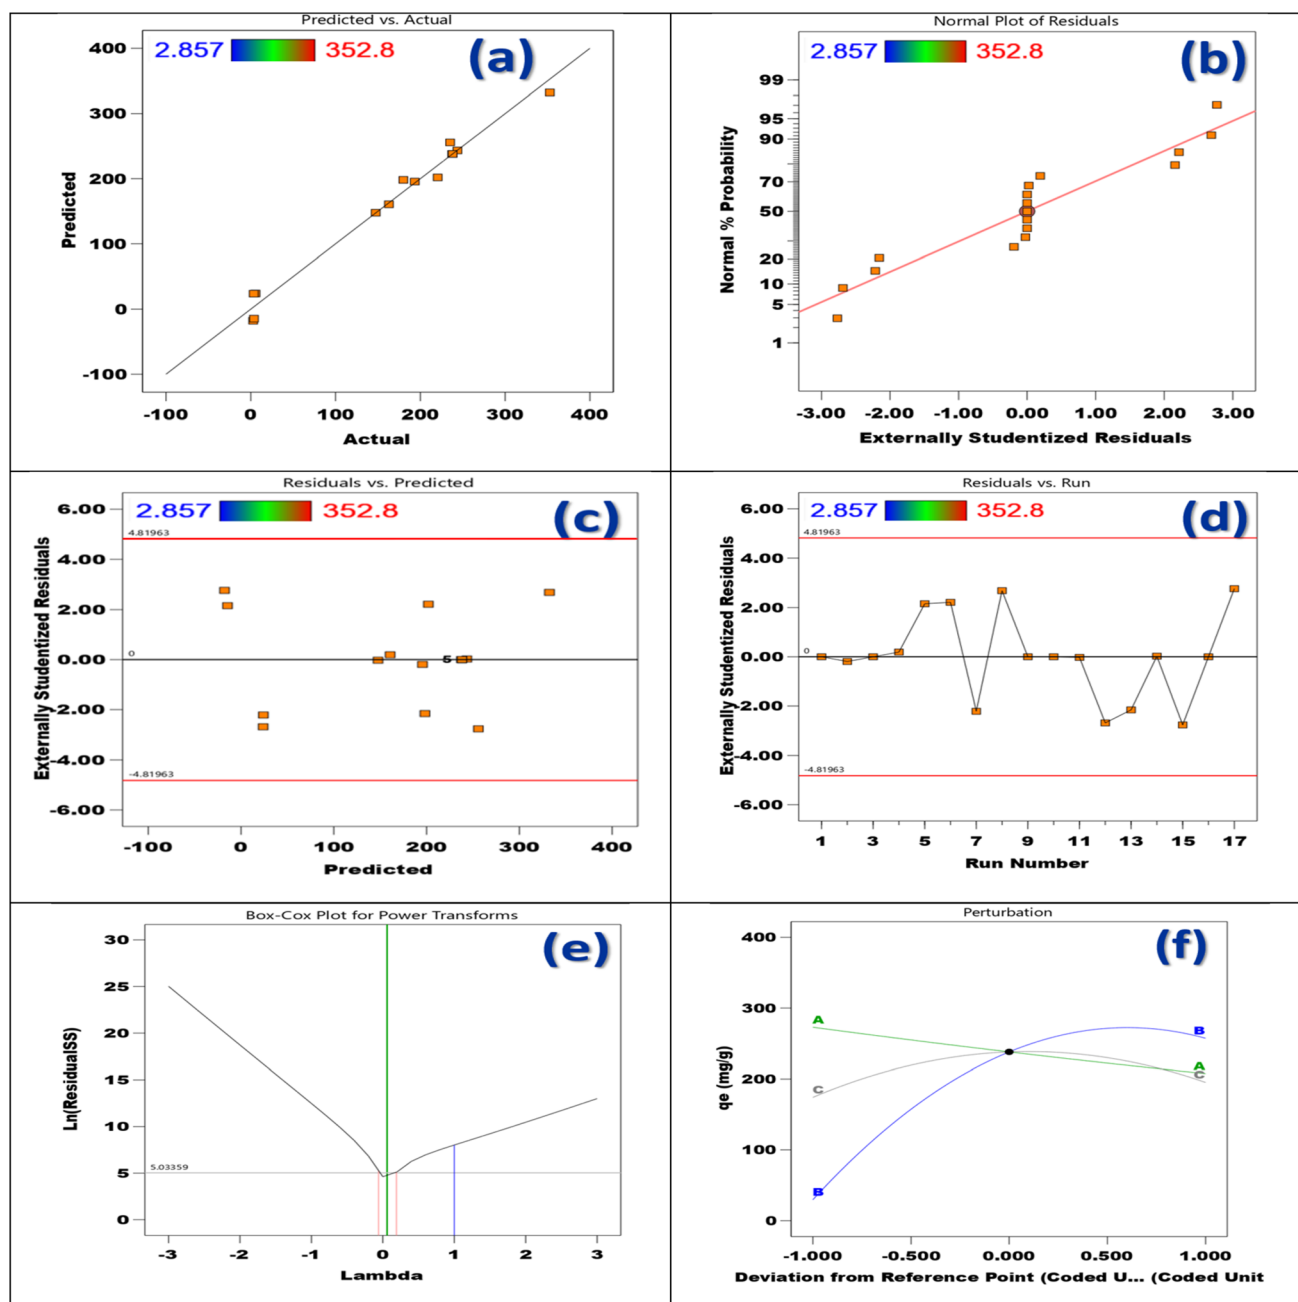 Predicted vs. Actual
2.857 352.8
(a)
400
300
200
100
0
-100
Predicted
-100 0 100 200 300 400
Actual
Normal Plot of Residuals
2.857 352.8
(b)
99
95
90
70
50
20
10
5
1
Normal % Probability
-3.00 -2.00 -1.00 0.00 1.00 2.00 3.00
Externally Studentized Residuals
Residuals vs. Predicted
2.857 352.8
(c)
6.00
4.81963
4.00
2.00
0
0.00
5
-2.00
-4.00
-4.81963
-6.00
Externally Studentized Residuals
-100 0 100 200 300 400
Predicted
Residuals vs. Run
2.857 352.8
(d)
6.00
4.81963
4.00
2.00
0
0.00
-2.00
-4.00
-4.81963
-6.00
Externally Studentized Residuals
1 3 5 7 9 11 13 15 17
Run Number
Box-Cox Plot for Power Transforms
(e)
30
25
20
15
10
5.03359
5
0
Ln(ResidualSS)
-3 -2 -1 0 1 2 3
Lambda
Perturbation
(f)
400
300
200
100
0
A
B
A
C
C
B
qe (mg/g)
-1.000 -0.500 0.000 0.500 1.000
Deviation from Reference Point (Coded U... (Coded Unit